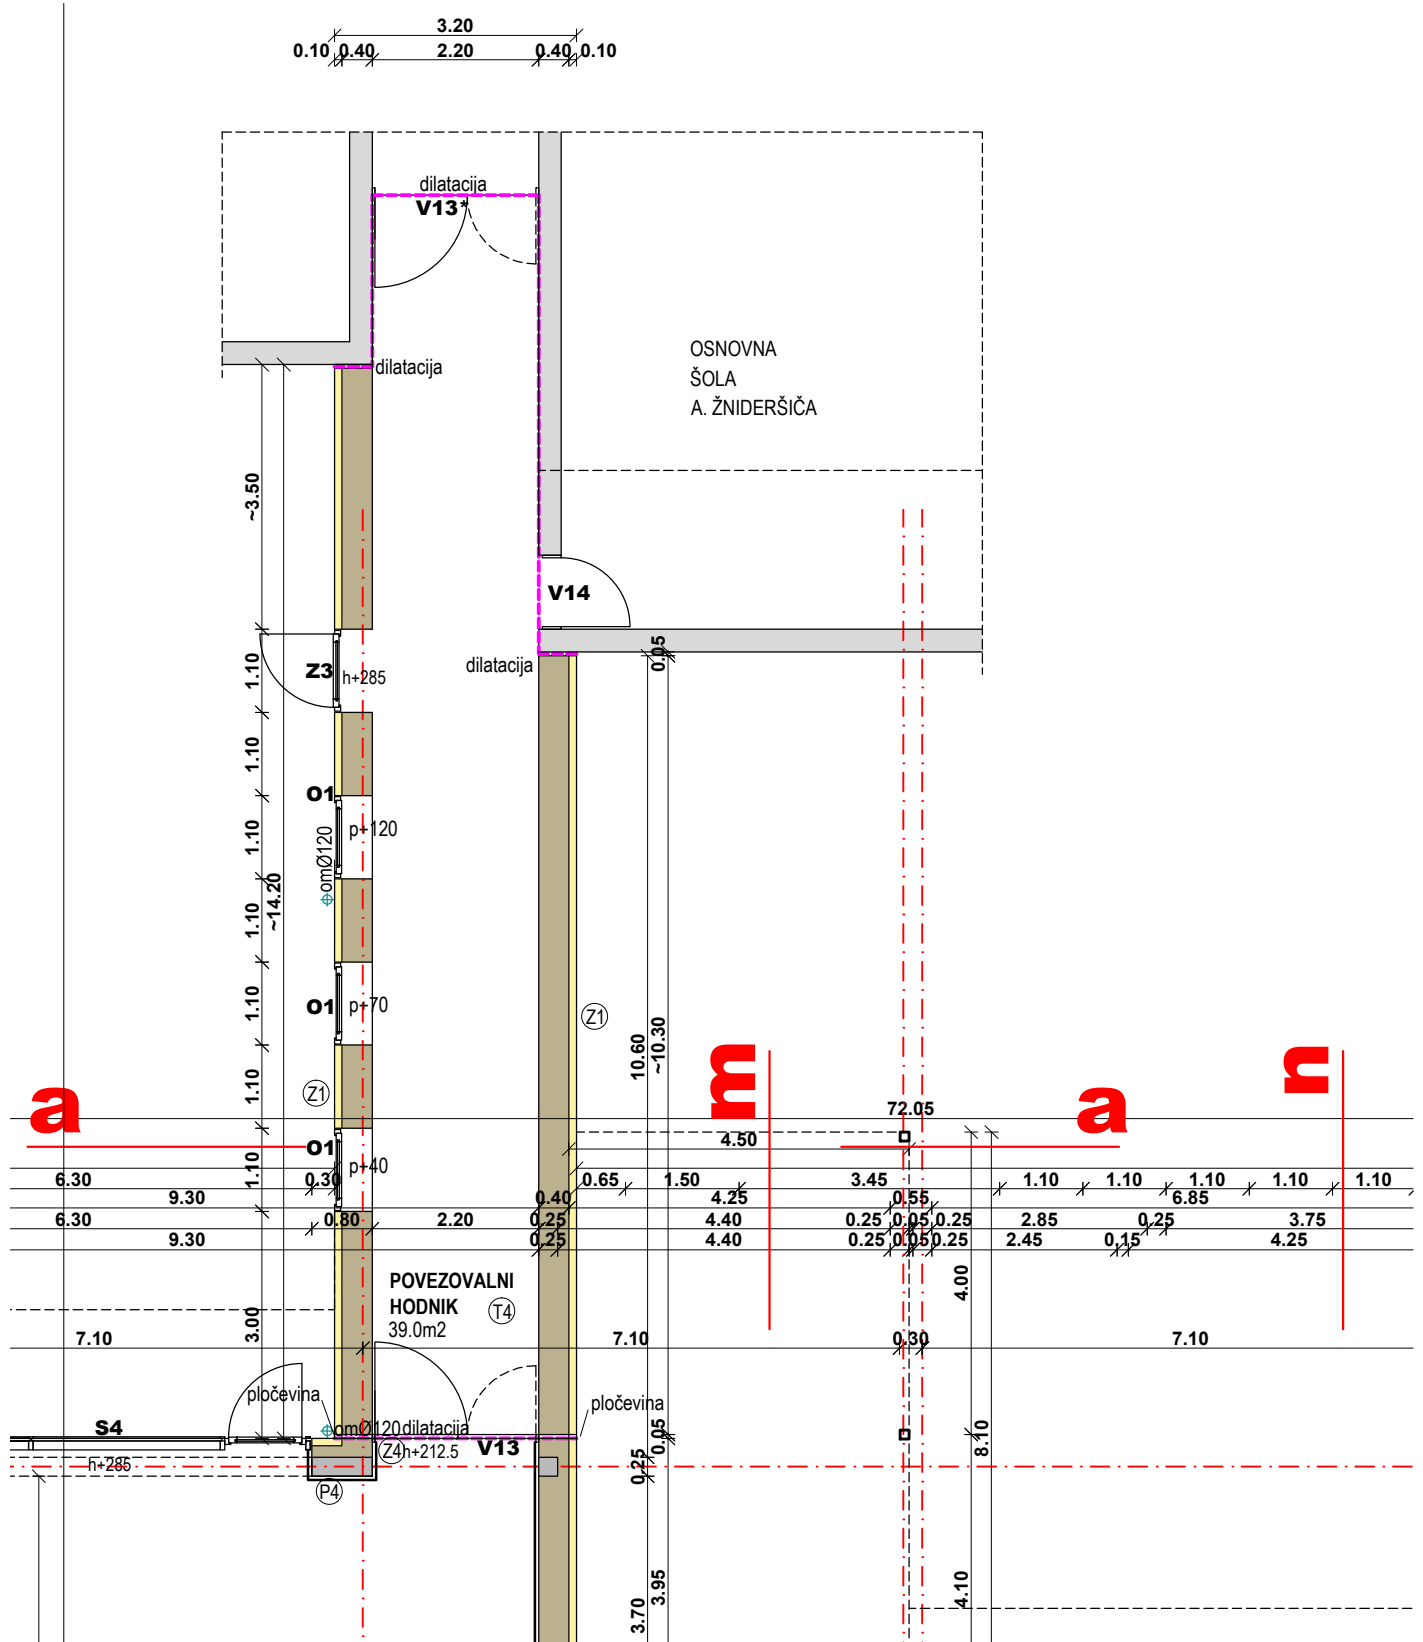 3.20
0.10 0.40 2.20 0.40 0.10
dilatacija
V13*
OSNOVNA
ŠOLA
A. ŽNIDERŠIČA
dilatacija
~3.50
V14
0.05
dilatacija
Z3
h+285
1.10
1.10
O1
p+120
omØ120
1.10
1.10
~14.20
O1
p+70
1.10
Z1
10.60
~10.30
m
n
a
Z1
1.10
72.05
a
4.50
O1
p+40
1.10
6.30 0.30 0.65 1.50 3.45 1.10 1.10 1.10 1.10 1.10
9.30 0.40 4.25 0.55 6.85
6.30 0.80 2.20 0.25 4.40 0.25 0.05 0.25 2.85 0.25 3.75
9.30 0.25 4.40 0.25 0.05 0.25 2.45 0.15 4.25
POVEZOVALNI
HODNIK
T4
39.0m2
3.00
4.00
7.10 7.10 0.30 7.10
pločevina
pločevina
S4
omØ120
dilatacija
V13
Z4
h+212.5
0.05
0.25
8.10
h+285
P4
3.70
3.95
4.10